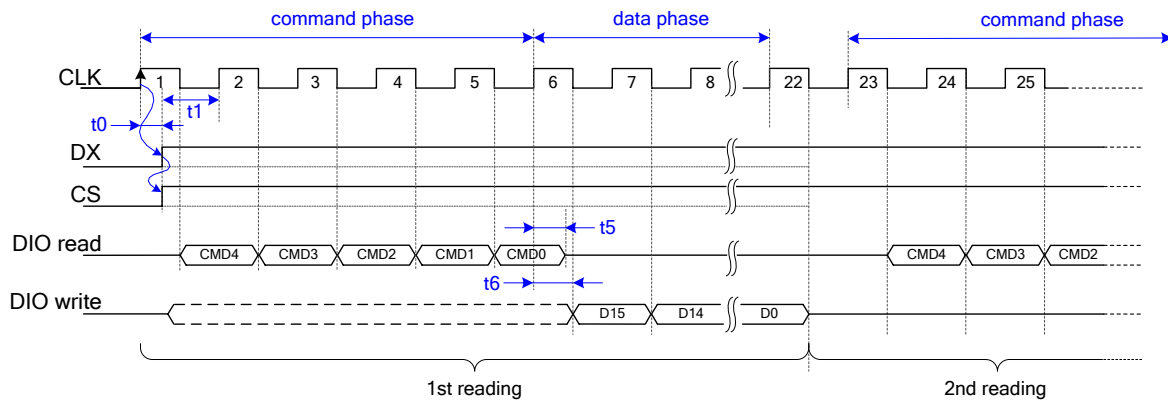 command phase data phase command phase
CLK 1 2 3 4 5 6 7 8 22 23 24 25
t1
t0
DX
CS
t5
DIO read CMD4 CMD3 CMD2 CMD1 CMD0 CMD4 CMD3 CMD2
t6
DIO write D15 D14 D0
1st reading 2nd reading